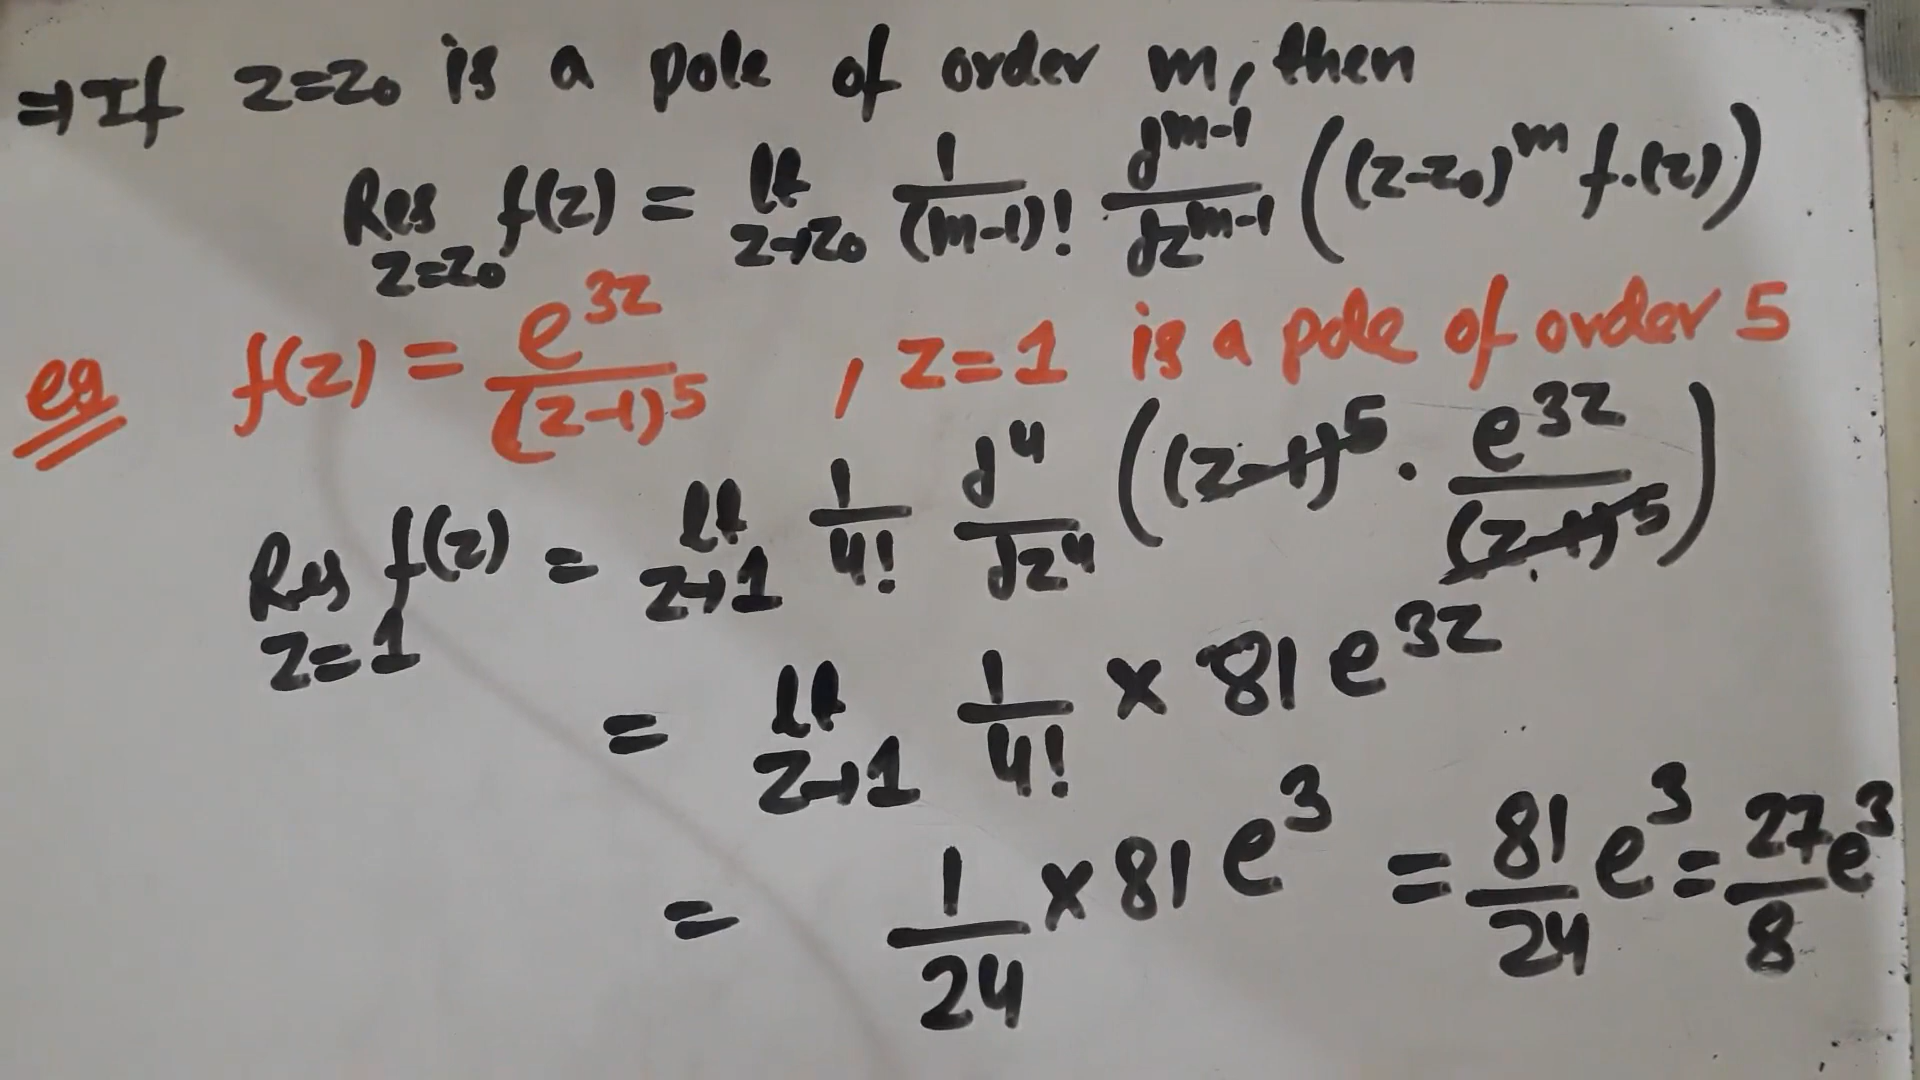 ⇒ If z=z₀ is a pole of order m, then
Res z=z₀ f(z) = lt z→z₀ 1/(m-1)! d^(m-1)/dz^(m-1) ((z-z₀)^m f.(z))
eg f(z) = e^(3z)/(z-1)^5 , z=1 is a pole of order 5
Res z=1 f(z) = lt z→1 1/4! d^4/dz^4 ((z-1)^5 . e^(3z)/(z-1)^5)
= lt z→1 1/4! × 81 e^(3z)
= 1/24 × 81 e^3 = 81/24 e^3 = 27/8 e^3